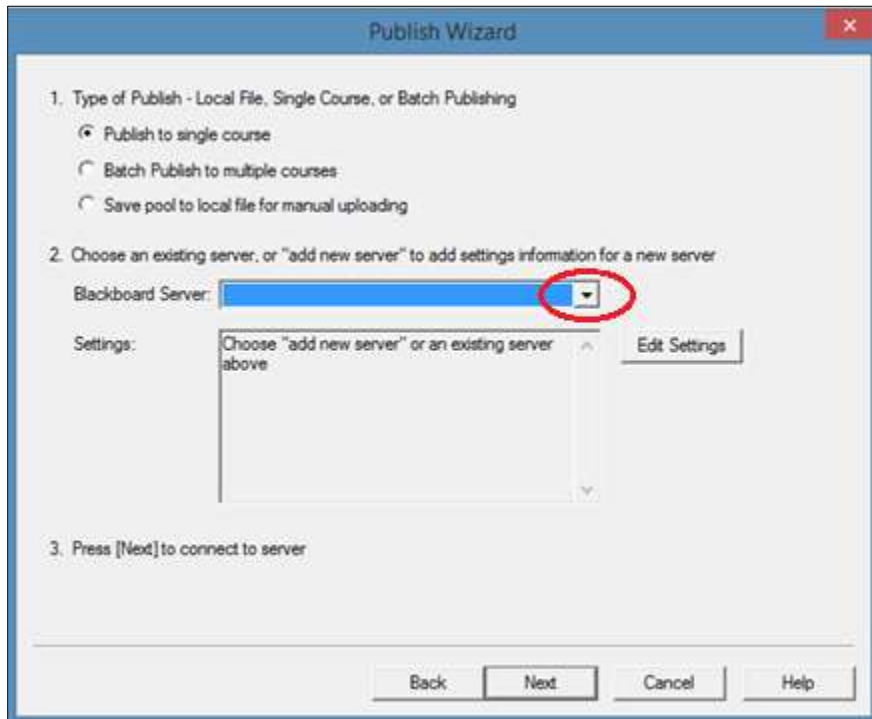 Publish Wizard
1. Type of Publish - Local File, Single Course, or Batch Publishing
Publish to single course
Batch Publish to multiple courses
Save pool to local file for manual uploading
2. Choose an existing server, or "add new server" to add settings information for a new server
Blackboard Server:
Settings:
Choose "add new server" or an existing server
above
Edit Settings
3. Press [Next] to connect to server
Back
Next
Cancel
Help